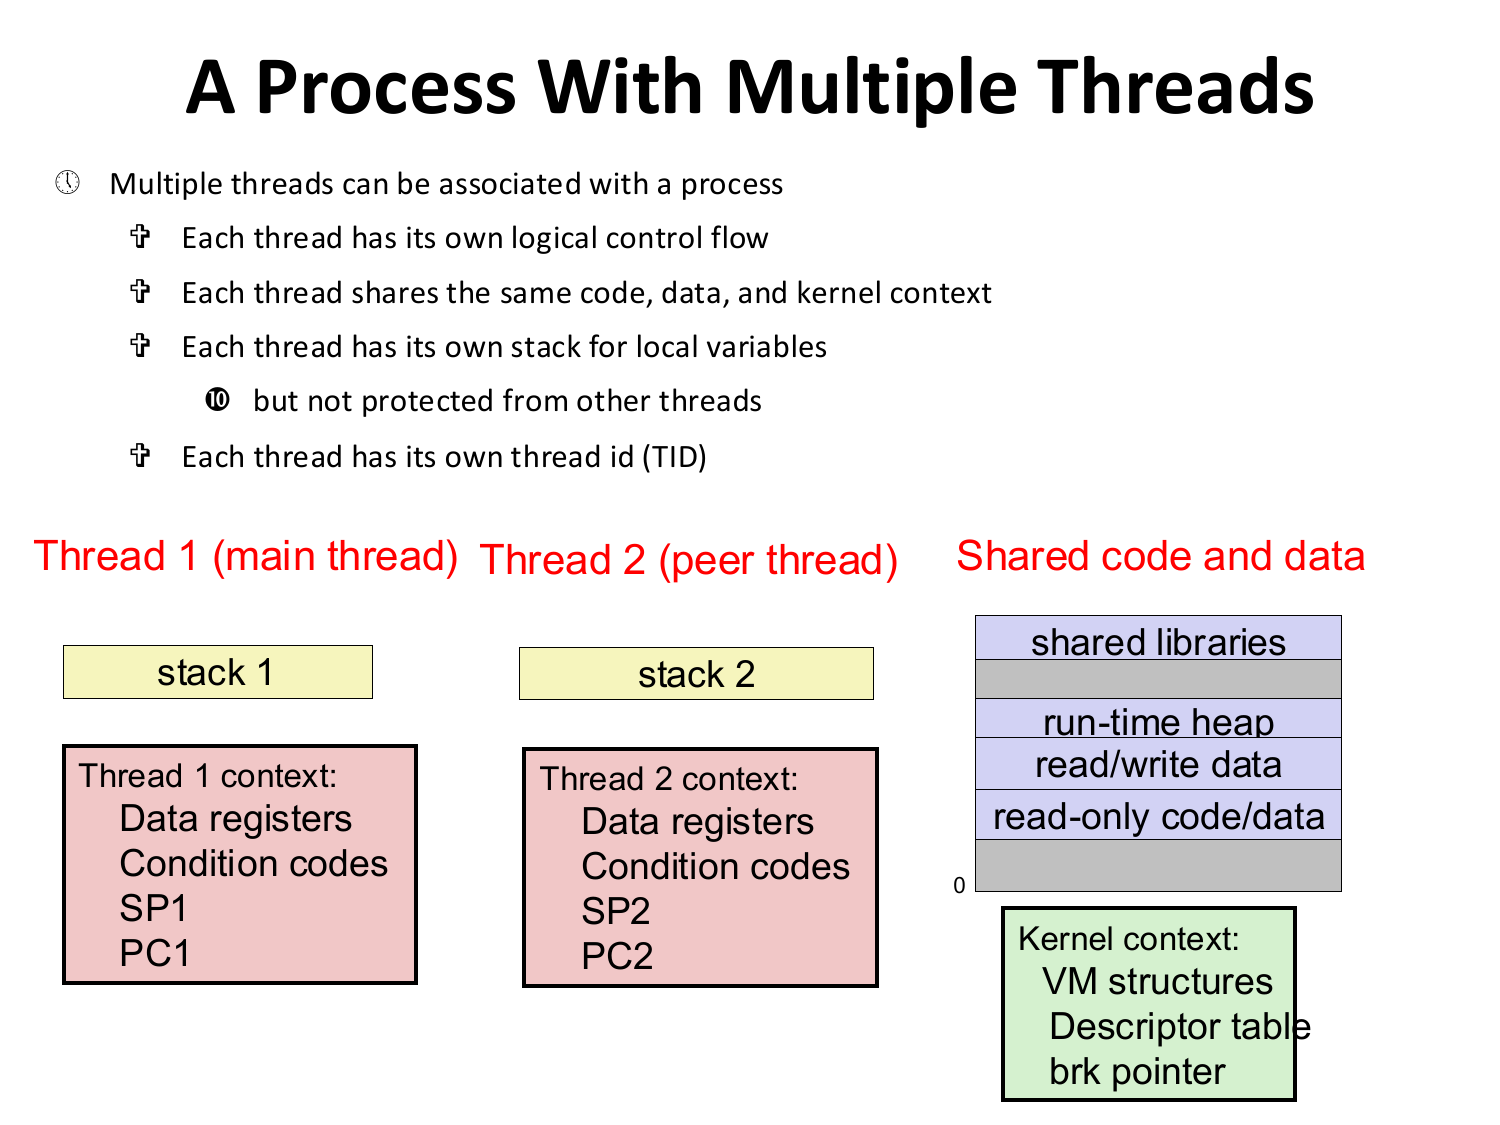 A Process With Multiple Threads
🕔 Multiple threads can be associated with a process
✞ Each thread has its own logical control flow
✞ Each thread shares the same code, data, and kernel context
✞ Each thread has its own stack for local variables
❿ but not protected from other threads
✞ Each thread has its own thread id (TID)
Thread 1 (main thread)
stack 1
Thread 1 context:
Data registers
Condition codes
SP1
PC1
Thread 2 (peer thread)
stack 2
Thread 2 context:
Data registers
Condition codes
SP2
PC2
Shared code and data
shared libraries
run-time heap
read/write data
read-only code/data
0
Kernel context:
VM structures
Descriptor table
brk pointer